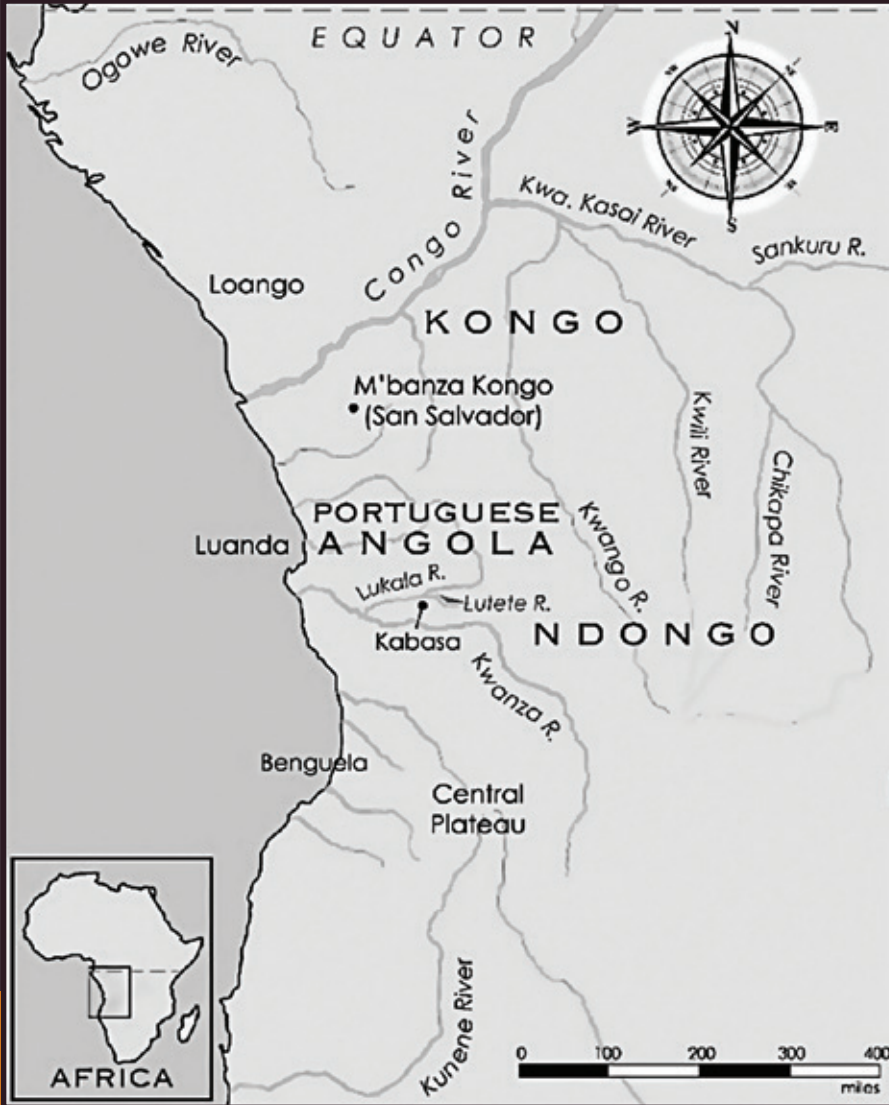 EQUATOR
Ogowe River
N
W
E
S
Congo River
Kwa. Kasai River
Sankuru R.
Loango
KONGO
M'banza Kongo
(San Salvador)
Kwili River
Chikapa River
PORTUGUESE
ANGOLA
Luanda
Kwango R.
Lukala R.
Lutete R.
Kabasa
NDONGO
Kwanza R.
Benguela
Central
Plateau
Kunene River
AFRICA
0 100 200 300 400
miles